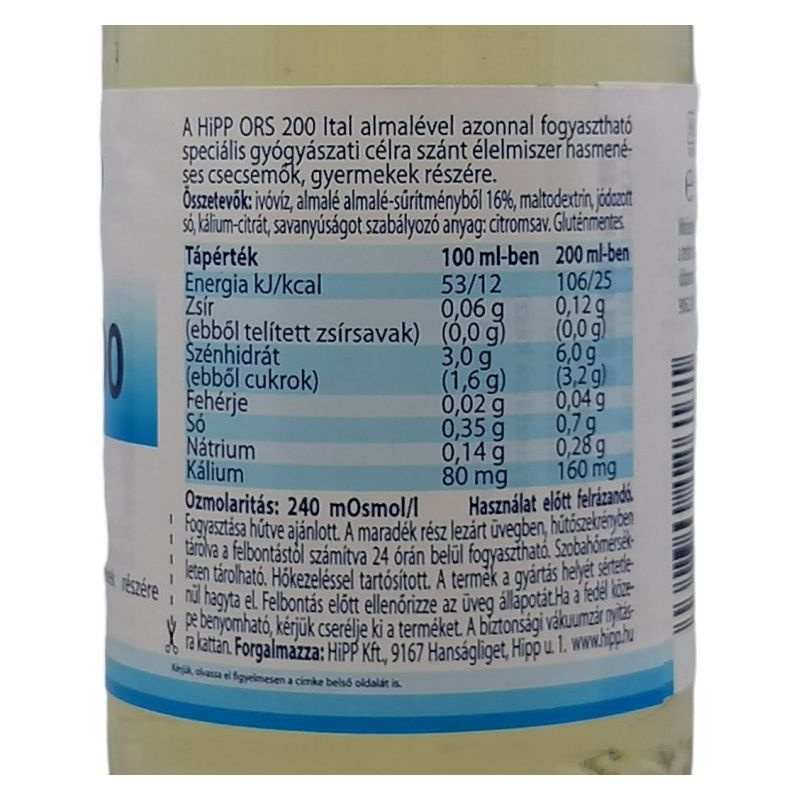 A HiPP ORS 200 Ital almalével azonnal fogyasztható
speciális gyógyászati célra szánt élelmiszer hasmené-
ses csecsemők, gyermekek részére.
Összetevők: ivóvíz, almalé almalé-sűrítményből 16%, maltodextrin, jódozott
só, kálium-citrát, savanyúságot szabályozó anyag: citromsav. Gluténmentes.
Tápérték 100 ml-ben 200 ml-ben
Energia kJ/kcal 53/12 106/25
Zsír 0,06 g 0,12 g
(ebből telített zsírsavak) (0,0 g) (0,0 g)
Szénhidrát 3,0 g 6,0 g
(ebből cukrok) (1,6 g) (3,2 g)
Fehérje 0,02 g 0,04 g
Só 0,35 g 0,7 g
Nátrium 0,14 g 0,28 g
Kálium 80 mg 160 mg
Ozmolaritás: 240 mOsmol/l Használat előtt felrázandó.
Fogyasztása hűtve ajánlott. A maradék rész lezárt üvegben, hűtőszekrényben
tárolva a felbontástól számítva 24 órán belül fogyasztható. Szobahőmérsék-
leten tárolható. Hőkezeléssel tartósított. A termék a gyártás helyét sértetle-
nül hagyta el. Felbontás előtt ellenőrizze az üveg állapotát. Ha a fedél köze-
pe benyomható, kérjük cserélje ki a terméket. A biztonsági vákuumzár nyitás-
ra kattan. Forgalmazza: HiPP Kft., 9167 Hanságliget, Hipp u. 1. www.hipp.hu
Kérjük, olvassa el figyelmesen a címke belső oldalát is.
részére